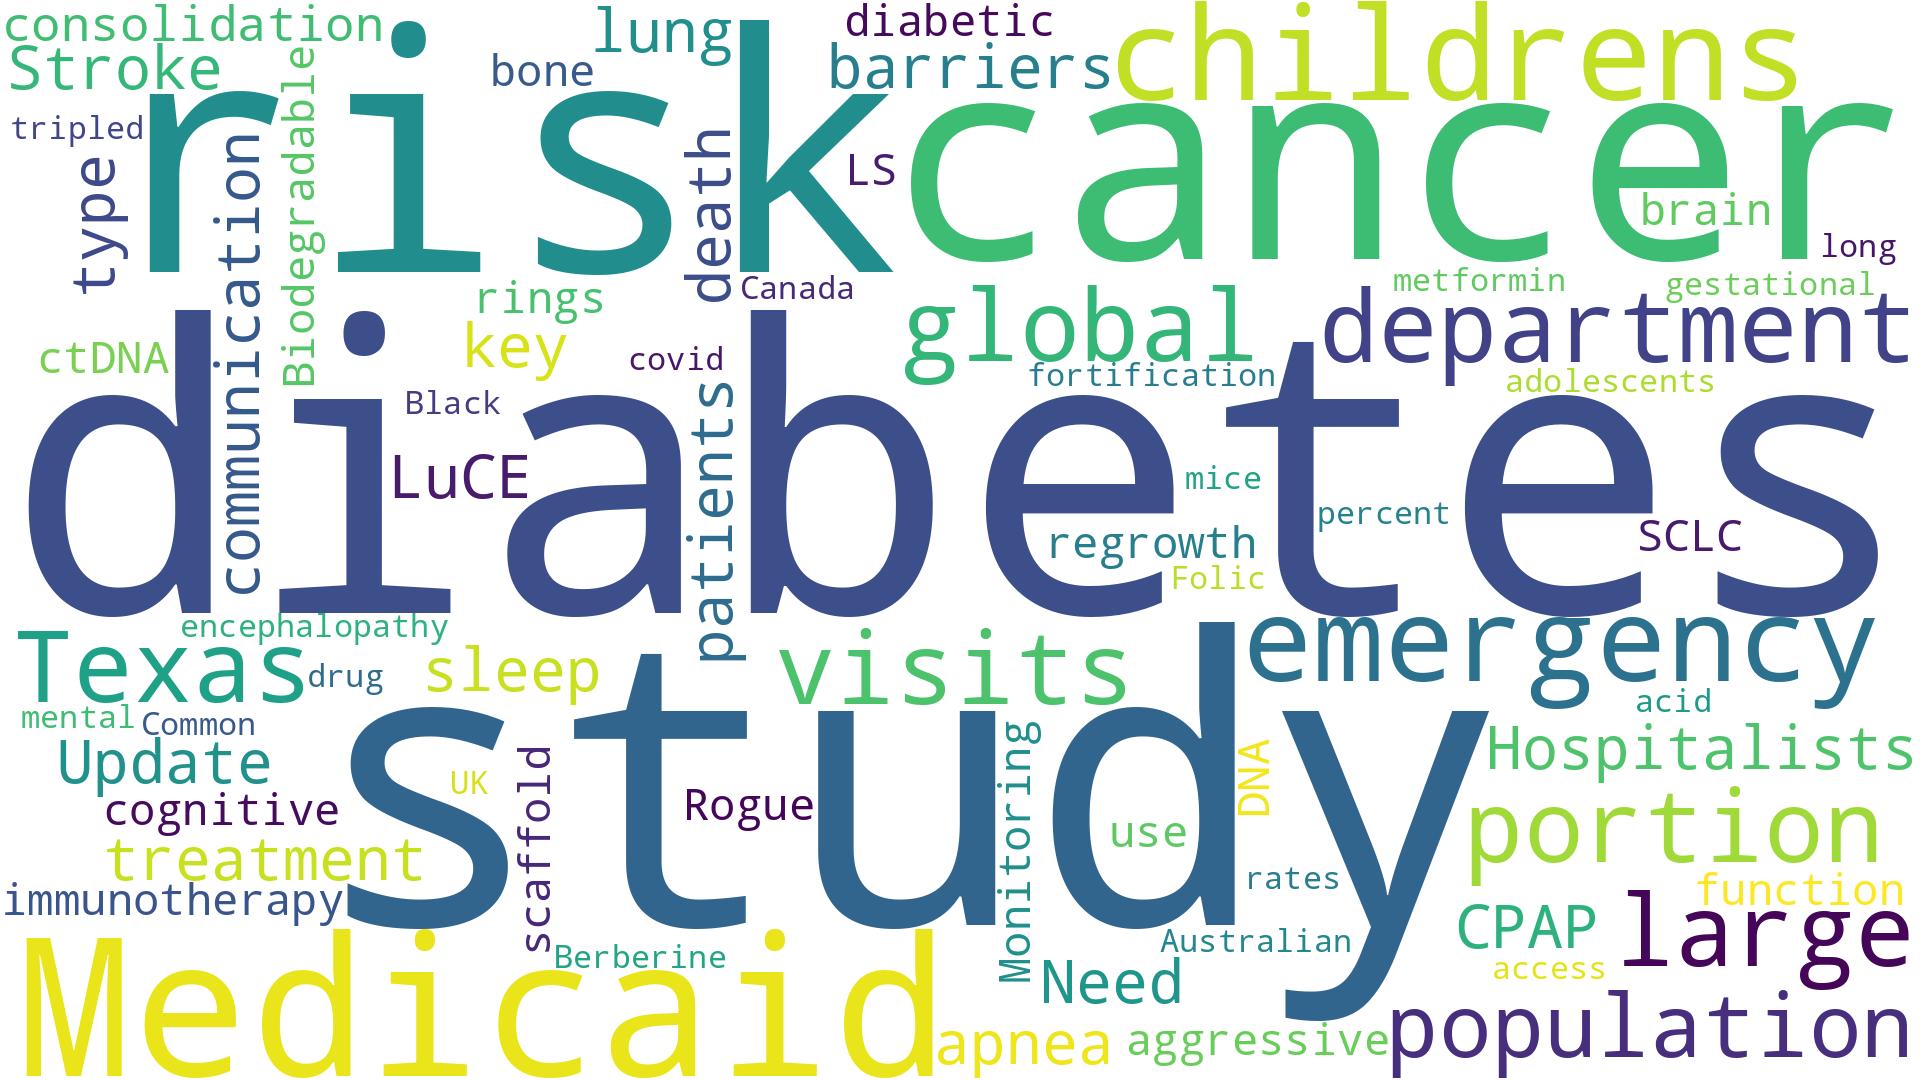 consolidation
lung
diabetic
childrens
Stroke
bone
barriers
risk
cancer
tripled
type
communication
Biodegradable
death
LS
brain
long
rings
Canada
metformin
gestational
key
global
department
ctDNA
covid
fortification
adolescents
diabetes
Black
LuCE
patients
mice
percent
regrowth
SCLC
Folic
encephalopathy
Texas
drug
sleep
visits
emergency
mental
Common
acid
Update
study
Hospitalists
UK
scaffold
Rogue
Monitoring
DNA
cognitive
use
portion
treatment
immunotherapy
rates
function
Medicaid
Berberine
Australian
CPAP
large
Need
access
apnea
aggressive
population